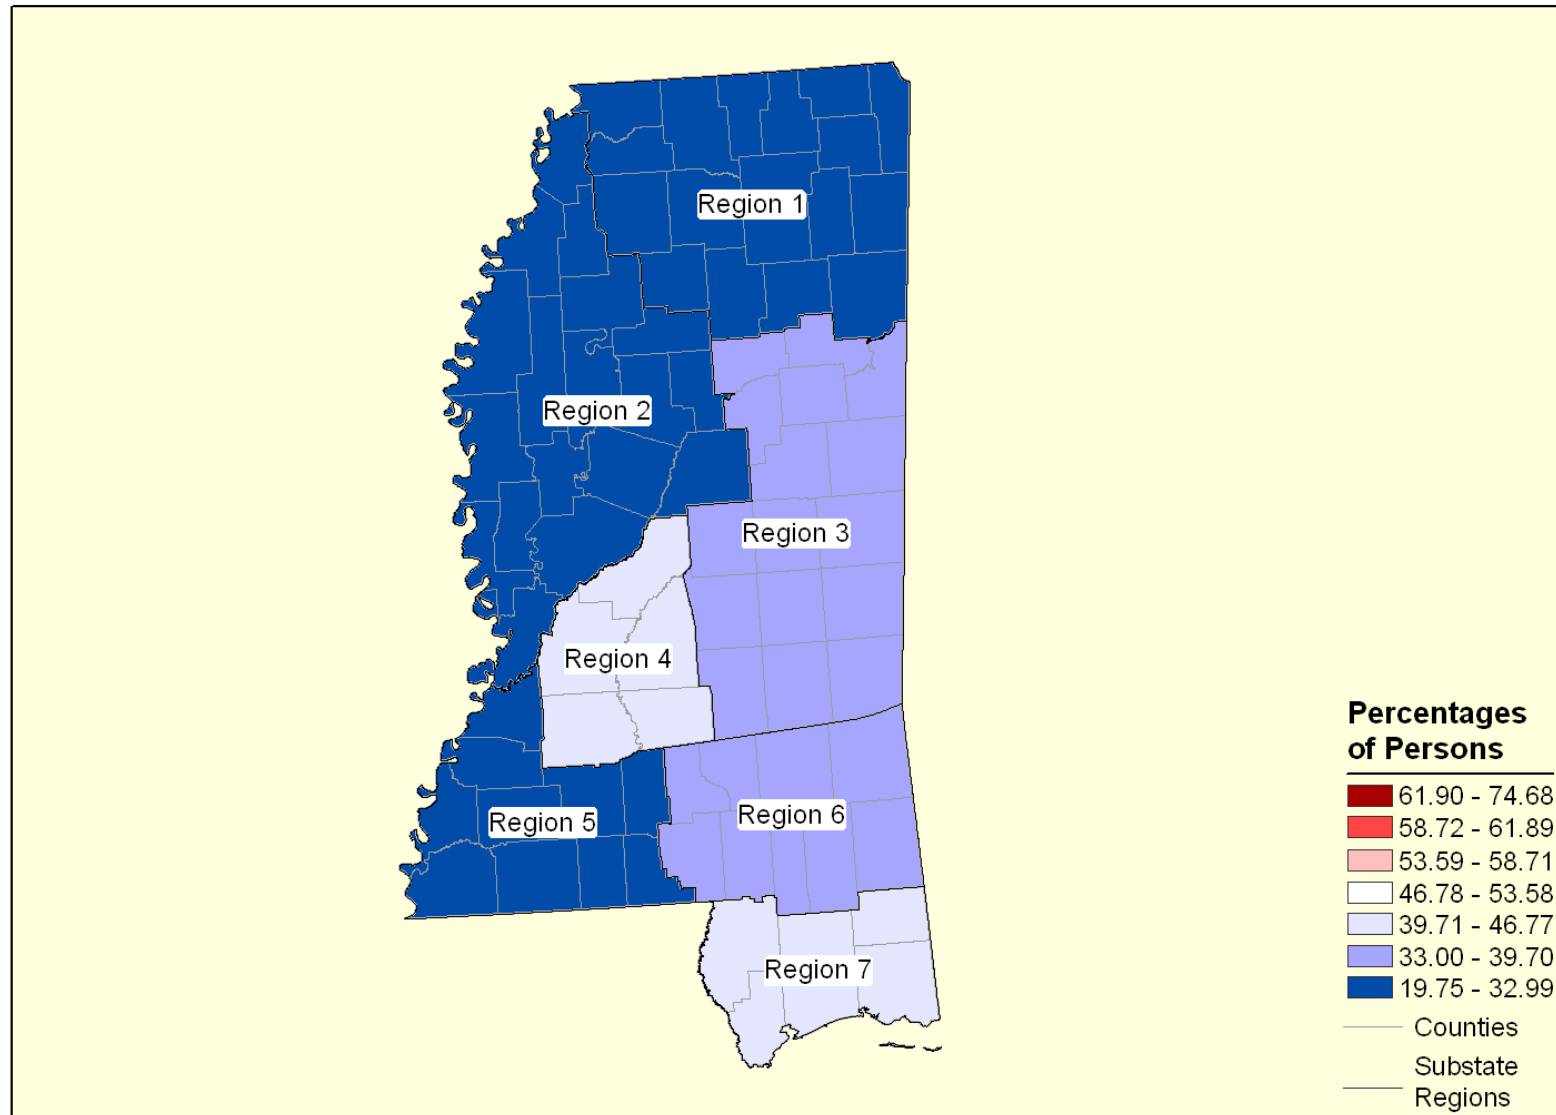 Region 1
Region 2
Region 3
Region 4
Region 5
Region 6
Region 7
Percentages
of Persons
61.90 - 74.68
58.72 - 61.89
53.59 - 58.71
46.78 - 53.58
39.71 - 46.77
33.00 - 39.70
19.75 - 32.99
Counties
Substate
Regions